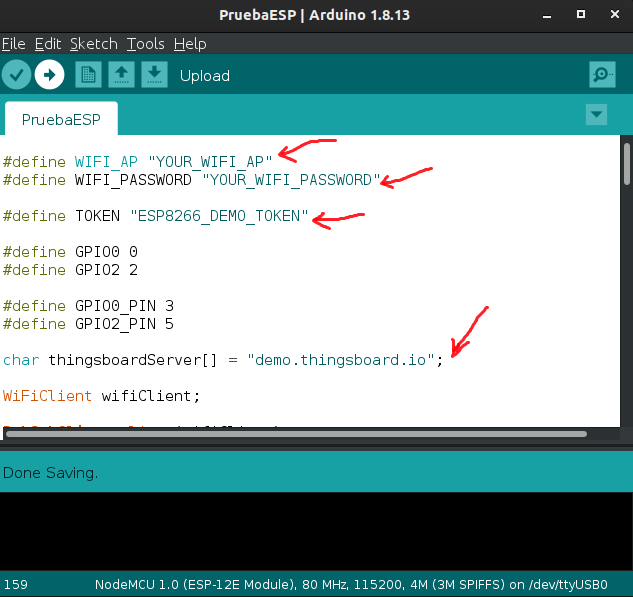 PruebaESP | Arduino 1.8.13
File Edit Sketch Tools Help
Upload
PruebaESP
#define WIFI_AP "YOUR_WIFI_AP"
#define WIFI_PASSWORD "YOUR_WIFI_PASSWORD"
#define TOKEN "ESP8266_DEMO_TOKEN"
#define GPIO0 0
#define GPIO2 2
#define GPIO0_PIN 3
#define GPIO2_PIN 5
char thingsboardServer[] = "demo.thingsboard.io";
WiFiClient wifiClient;
Done Saving.
159 NodeMCU 1.0 (ESP-12E Module), 80 MHz, 115200, 4M (3M SPIFFS) on /dev/ttyUSB0